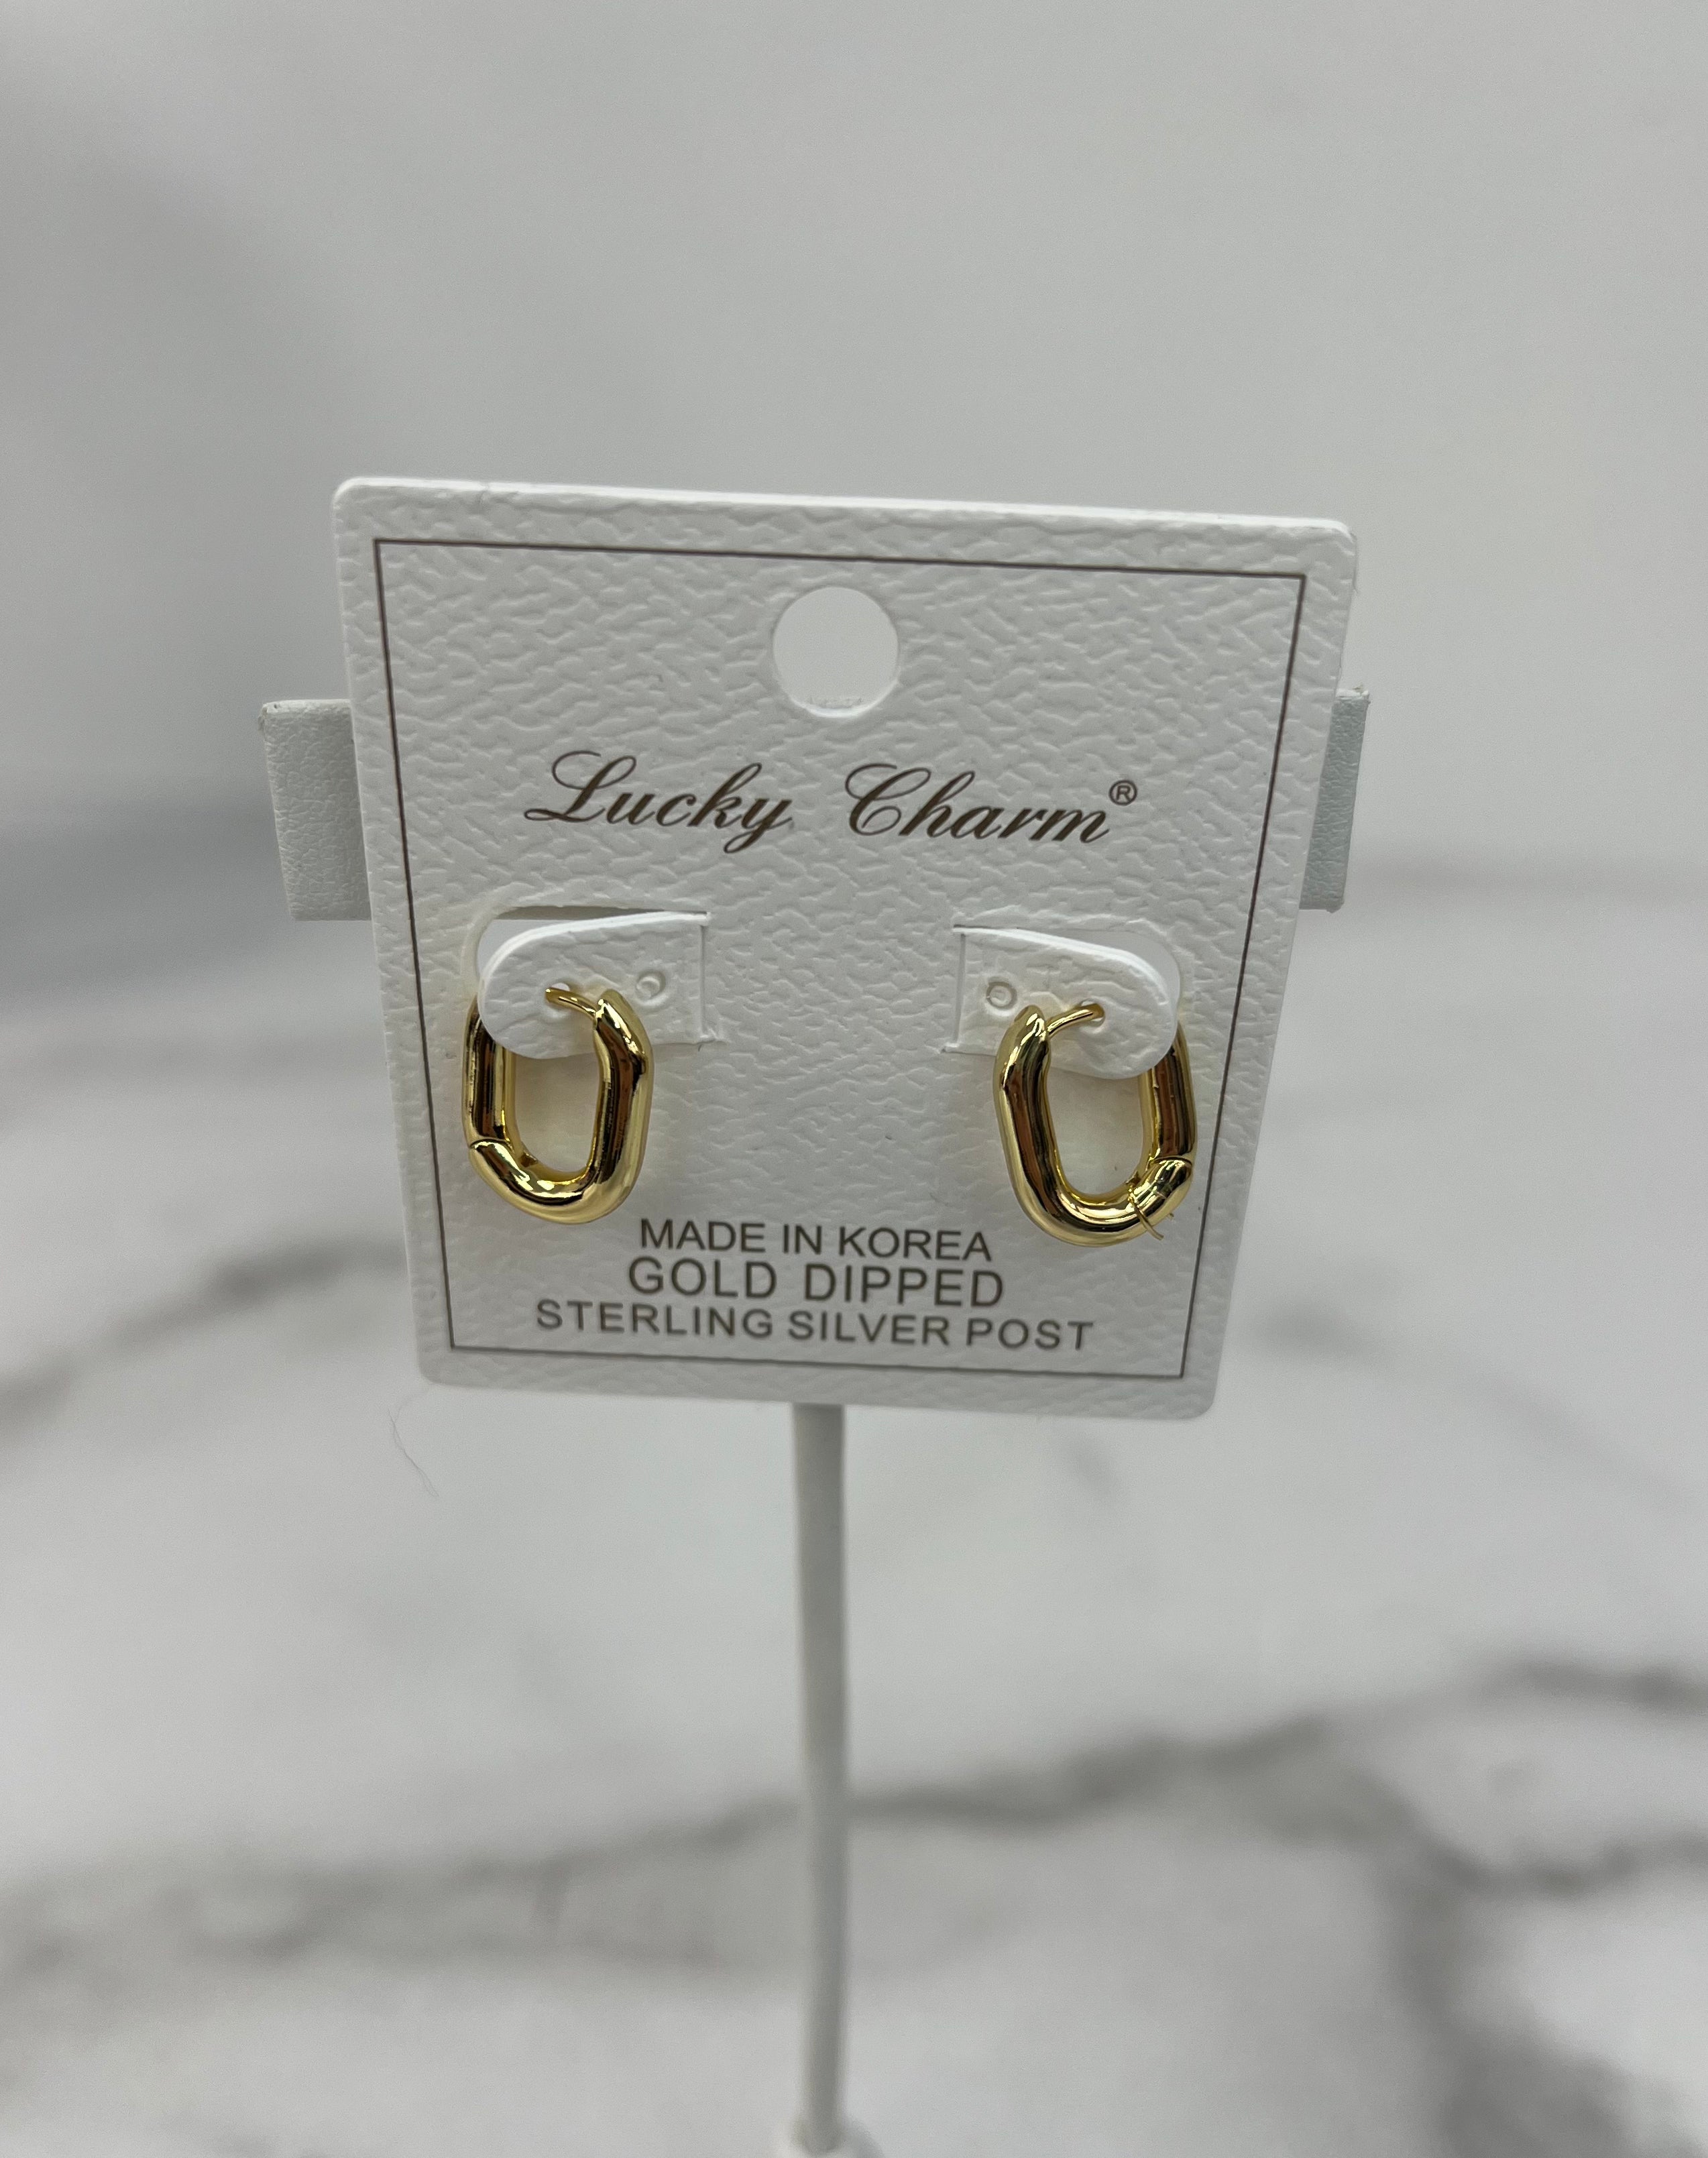 Lucky Charm®
MADE IN KOREA
GOLD DIPPED
STERLING SILVER POST